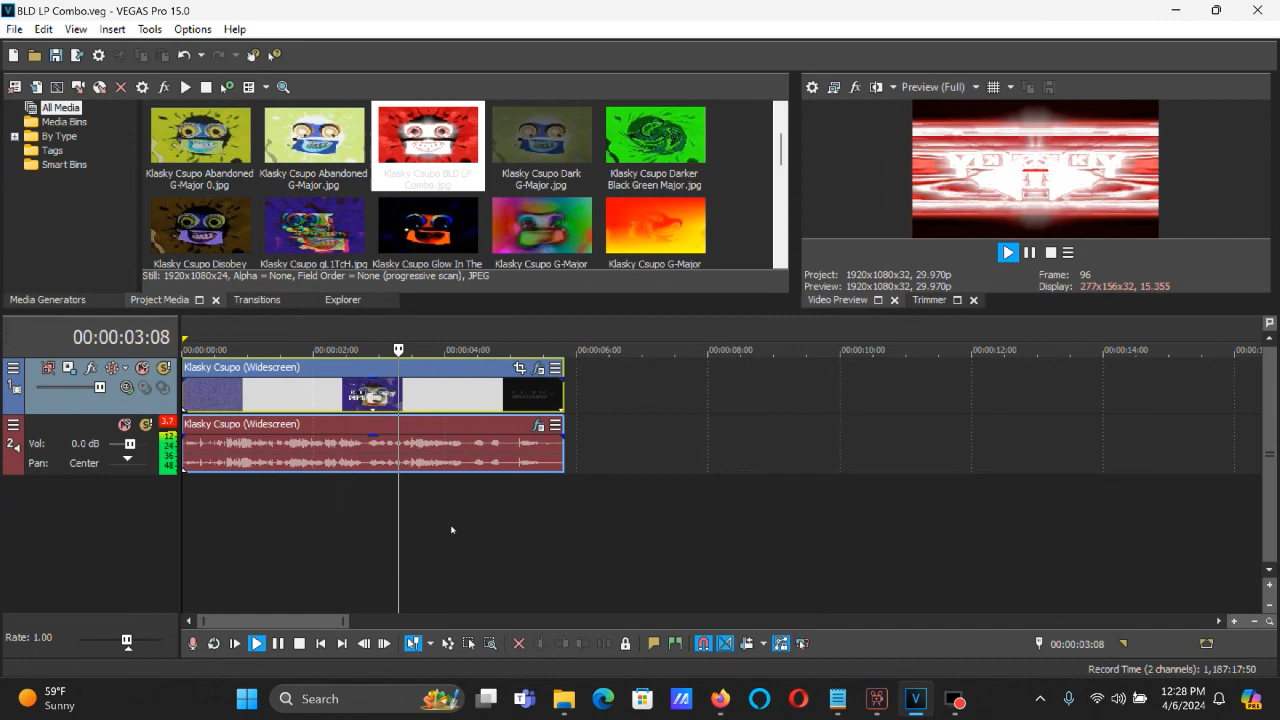 BLD LP Combo.veg - VEGAS Pro 15.0
File Edit View Insert Tools Options Help
All Media
Media Bins
By Type
Tags
Smart Bins
Klasky Csupo Abandoned G-Major 0.jpg
Klasky Csupo Abandoned G-Major.jpg
Klasky Csupo BLD LP Combo.jpg
Klasky Csupo Dark G-Major.jpg
Klasky Csupo Darker Black Green Major.jpg
Klasky Csupo Disobey
Klasky Csupo gL1TcH.jpg
Klasky Csupo Glow In The
Klasky Csupo G-Major
Klasky Csupo G-Major
Still: 1920x1080x24, Alpha = None, Field Order = None (progressive scan), JPEG
Media Generators Project Media Transitions Explorer
Preview (Full)
Project: 1920x1080x32, 29.970p
Preview: 1920x1080x32, 29.970p
Frame: 96
Display: 277x156x32, 15.355
Video Preview Trimmer
00:00:03:08
00:00:00:00 00:00:02:00 00:00:04:00 00:00:06:00 00:00:08:00 00:00:10:00 00:00:12:00 00:00:14:00
1
Klasky Csupo (Widescreen)
2
Klasky Csupo (Widescreen)
Vol: 0.0 dB
Pan: Center
3.7
12
24
36
48
Rate: 1.00
00:00:03:08
Record Time (2 channels): 1,187:17:50
59°F
Sunny
Search
12:28 PM
4/6/2024